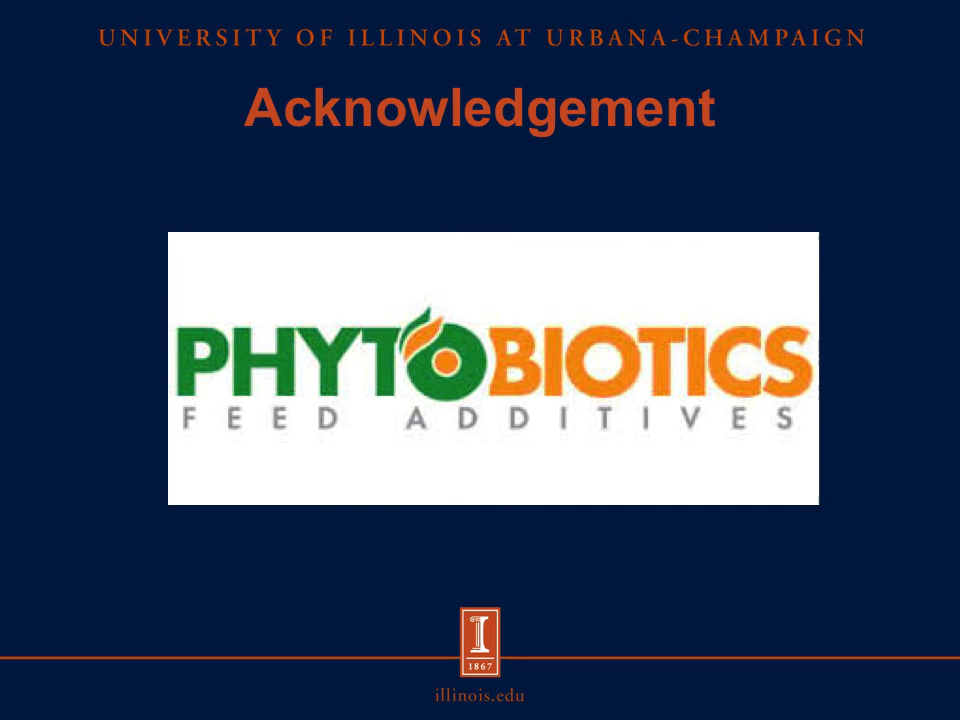 UNIVERSITY OF ILLINOIS AT URBANA-CHAMPAIGN
Acknowledgement
PHYTOBIOTICS
FEED ADDITIVES
I
1867
illinois.edu